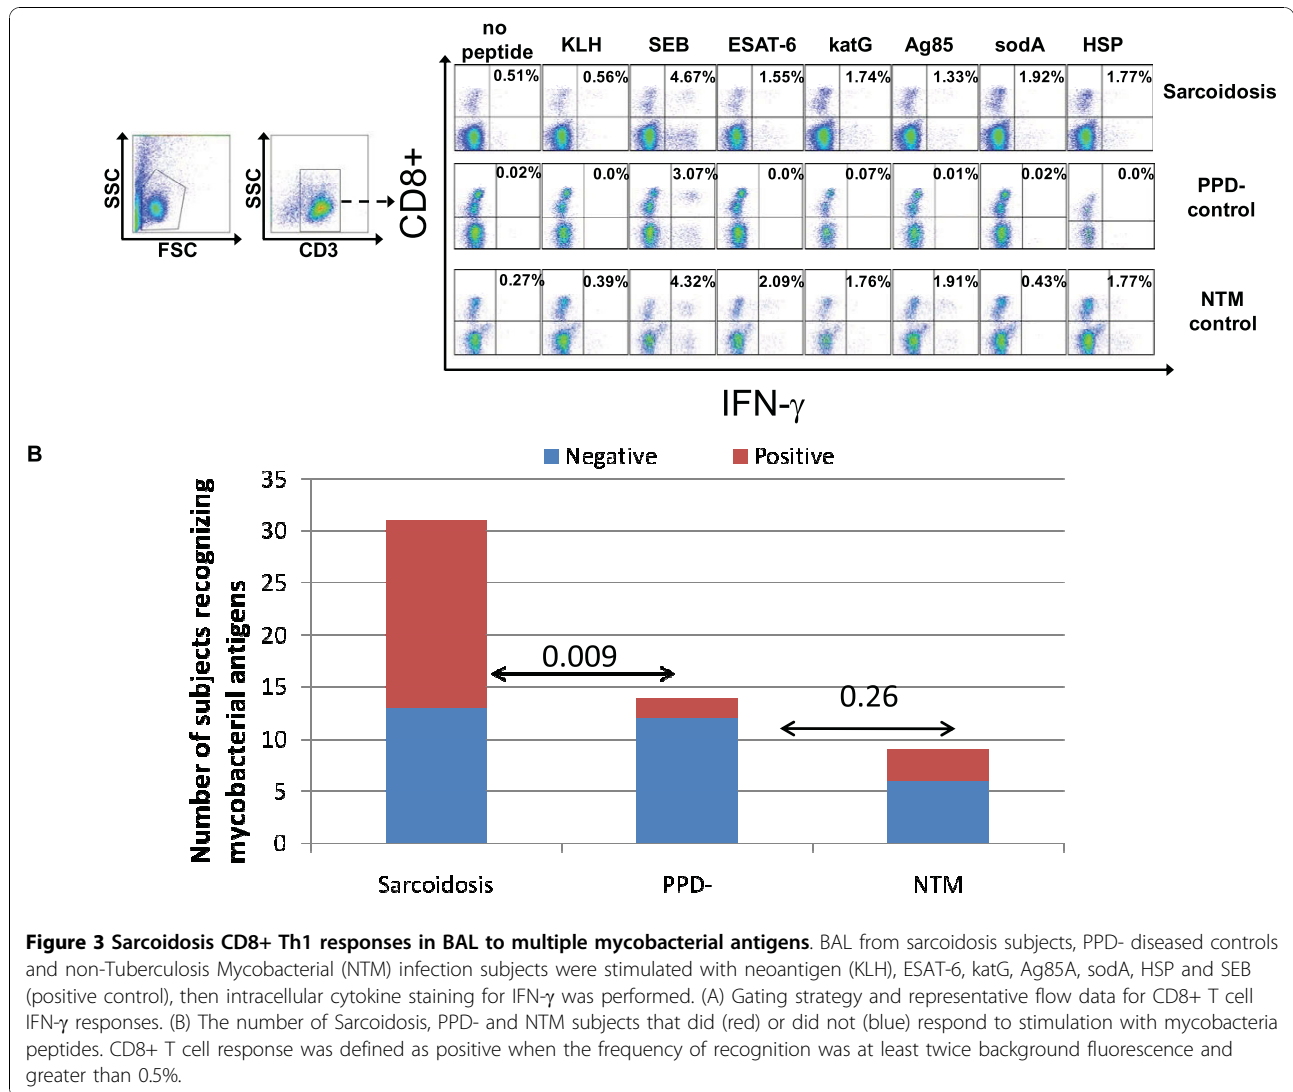 no peptide KLH SEB ESAT-6 katG Ag85 sodA HSP
0.51% 0.56% 4.67% 1.55% 1.74% 1.33% 1.92% 1.77%
Sarcoidosis
SSC
FSC
SSC
CD3
CD8+
0.02% 0.0% 3.07% 0.0% 0.07% 0.01% 0.02% 0.0%
PPD-
control
0.27% 0.39% 4.32% 2.09% 1.76% 1.91% 0.43% 1.77%
NTM
control
IFN-γ
B
Negative Positive
Number of subjects recognizing
mycobacterial antigens
35
30
25
20
15
10
5
0
0.009
0.26
Sarcoidosis PPD- NTM
Figure 3 Sarcoidosis CD8+ Th1 responses in BAL to multiple mycobacterial antigens. BAL from sarcoidosis subjects, PPD- diseased controls
and non-Tuberculosis Mycobacterial (NTM) infection subjects were stimulated with neoantigen (KLH), ESAT-6, katG, Ag85A, sodA, HSP and SEB
(positive control), then intracellular cytokine staining for IFN-γ was performed. (A) Gating strategy and representative flow data for CD8+ T cell
IFN-γ responses. (B) The number of Sarcoidosis, PPD- and NTM subjects that did (red) or did not (blue) respond to stimulation with mycobacteria
peptides. CD8+ T cell response was defined as positive when the frequency of recognition was at least twice background fluorescence and
greater than 0.5%.